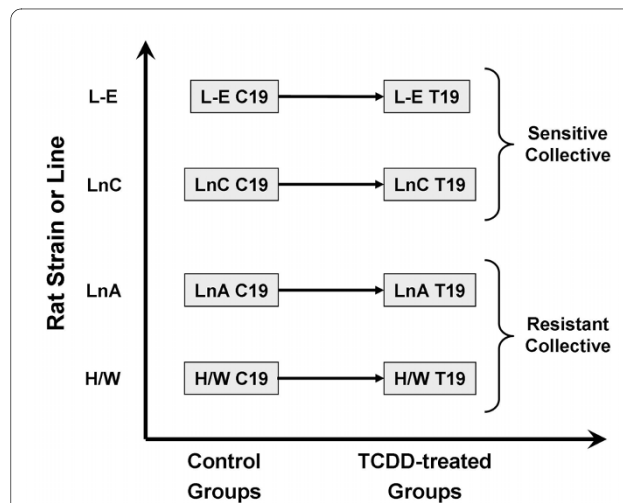 Rat Strain or Line
L-E
L-E C19
L-E T19
LnC
LnC C19
LnC T19
Sensitive
Collective
LnA
LnA C19
LnA T19
H/W
H/W C19
H/W T19
Resistant
Collective
Control
Groups
TCDD-treated
Groups